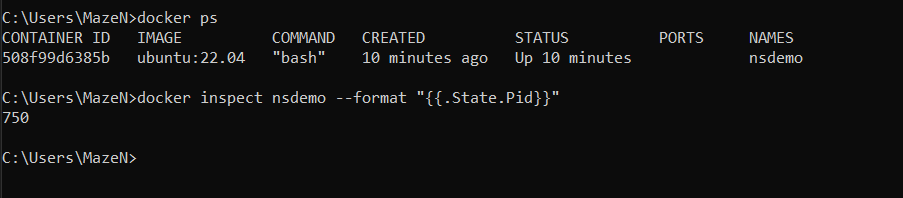 C:\Users\MazeN>docker ps
CONTAINER ID   IMAGE          COMMAND   CREATED          STATUS          PORTS     NAMES
508f99d6385b   ubuntu:22.04   "bash"    10 minutes ago   Up 10 minutes             nsdemo
C:\Users\MazeN>docker inspect nsdemo --format "{{.State.Pid}}"
750
C:\Users\MazeN>